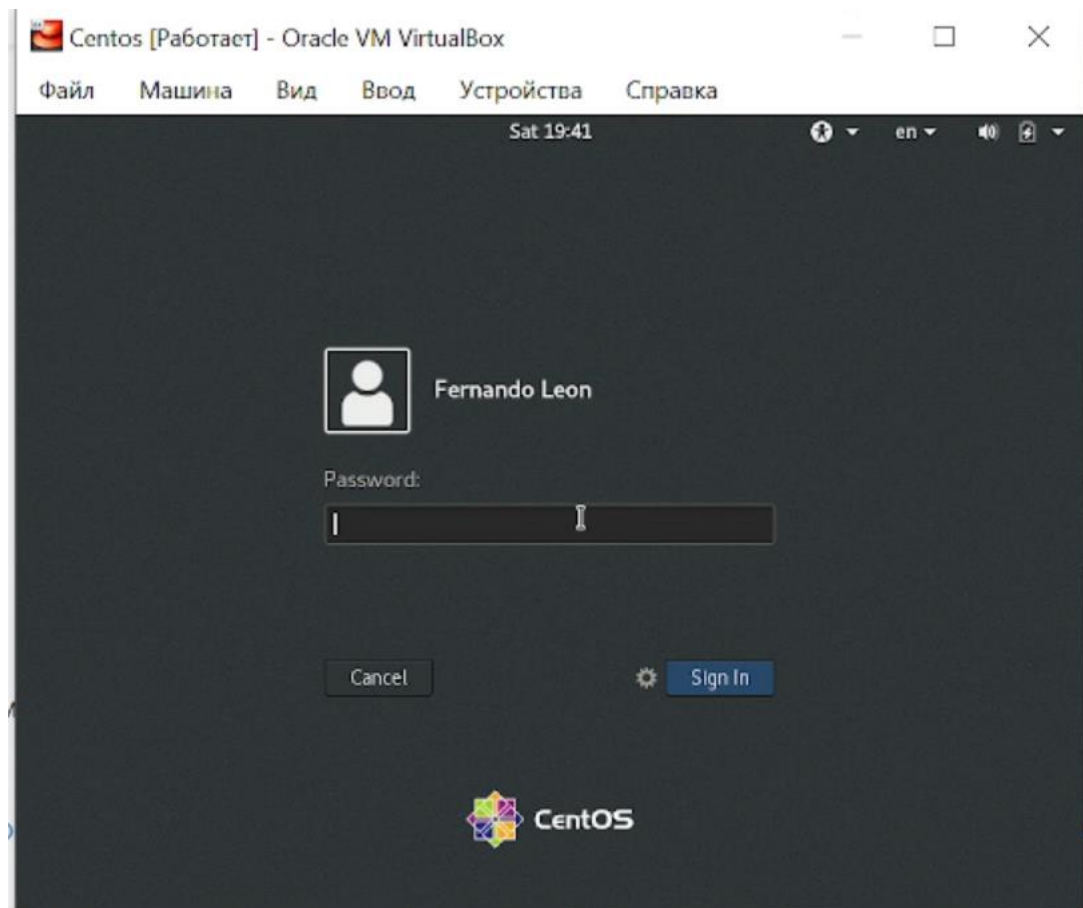 Centos [Работает] - Oracle VM VirtualBox
Файл Машина Вид Ввод Устройства Справка
Sat 19:41 en
Fernando Leon
Password:
Cancel Sign In
CentOS